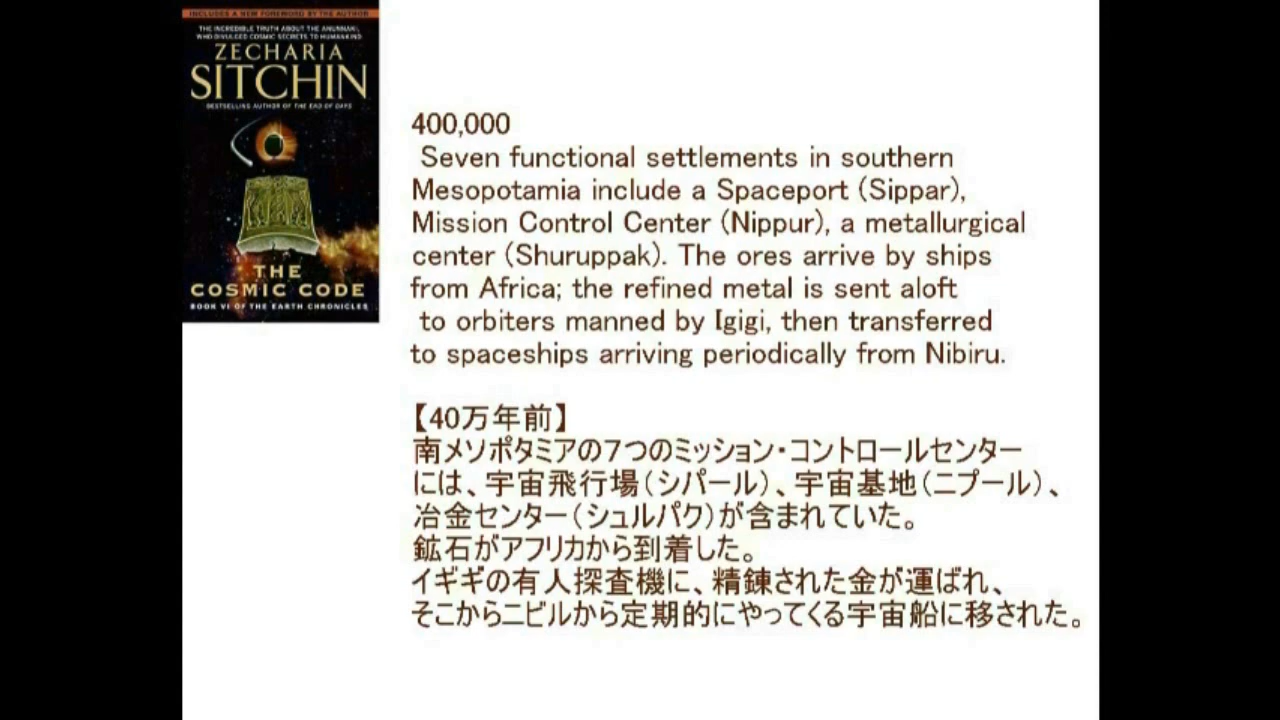 INCLUDES A NEW FOREWORD BY THE AUTHOR
THE INCREDIBLE TRUTH ABOUT THE ANUNNAKI,
WHO DIVULGED COSMIC SECRETS TO HUMANKIND
ZECHARIA
SITCHIN
BESTSELLING AUTHOR OF THE END OF DAYS
THE
COSMIC CODE
BOOK VI OF THE EARTH CHRONICLES
400,000
Seven functional settlements in southern
Mesopotamia include a Spaceport (Sippar),
Mission Control Center (Nippur), a metallurgical
center (Shuruppak). The ores arrive by ships
from Africa; the refined metal is sent aloft
to orbiters manned by Igigi, then transferred
to spaceships arriving periodically from Nibiru.
【40万年前】
南メソポタミアの7つのミッション・コントロールセンター
には、宇宙飛行場(シパール)、宇宙基地(ニプール)、
冶金センター(シュルパク)が含まれていた。
鉱石がアフリカから到着した。
イギギの有人探査機に、精錬された金が運ばれ、
そこからニビルから定期的にやってくる宇宙船に移された。